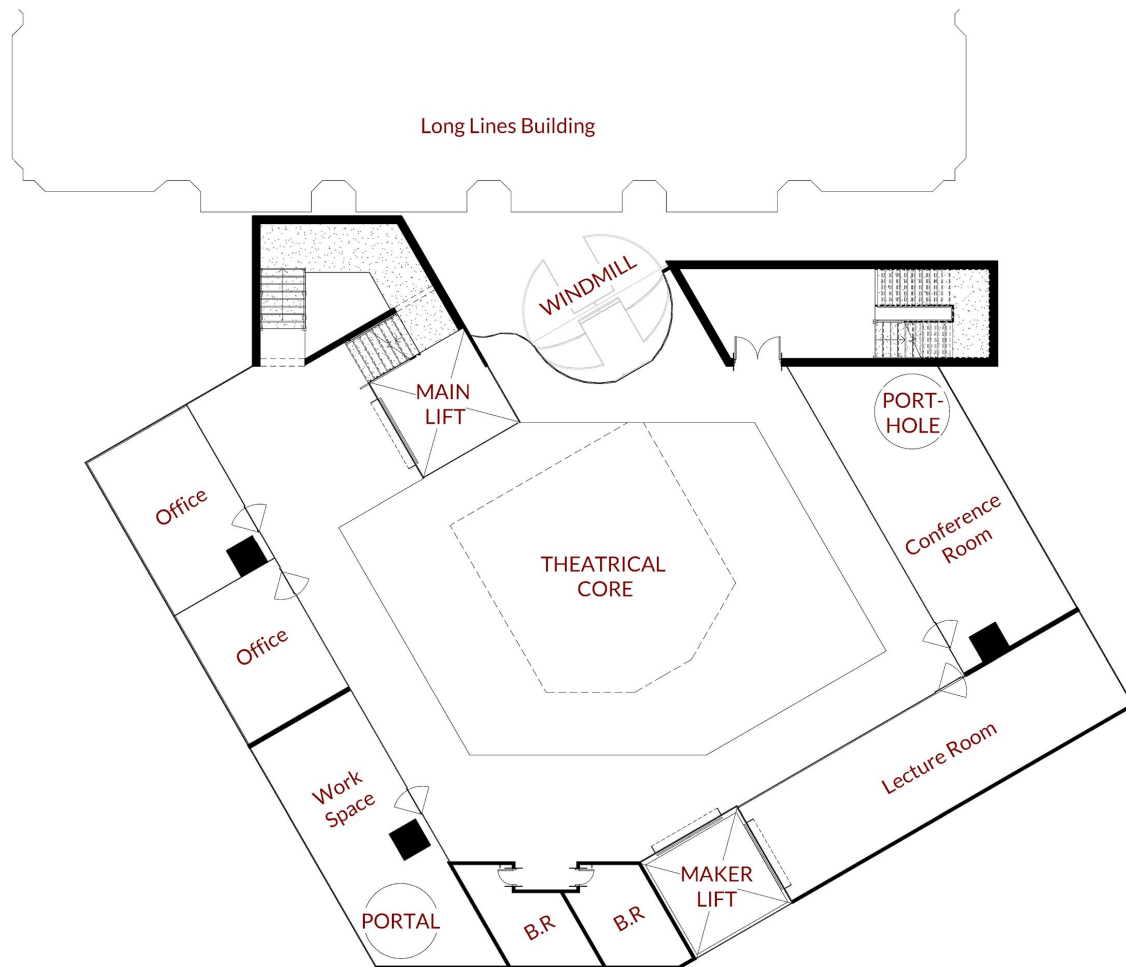 Long Lines Building
WINDMILL
MAIN
LIFT
PORT-
HOLE
Office
Conference
Room
THEATRICAL
CORE
Office
Lecture Room
Work
Space
MAKER
LIFT
PORTAL
B.R
B.R